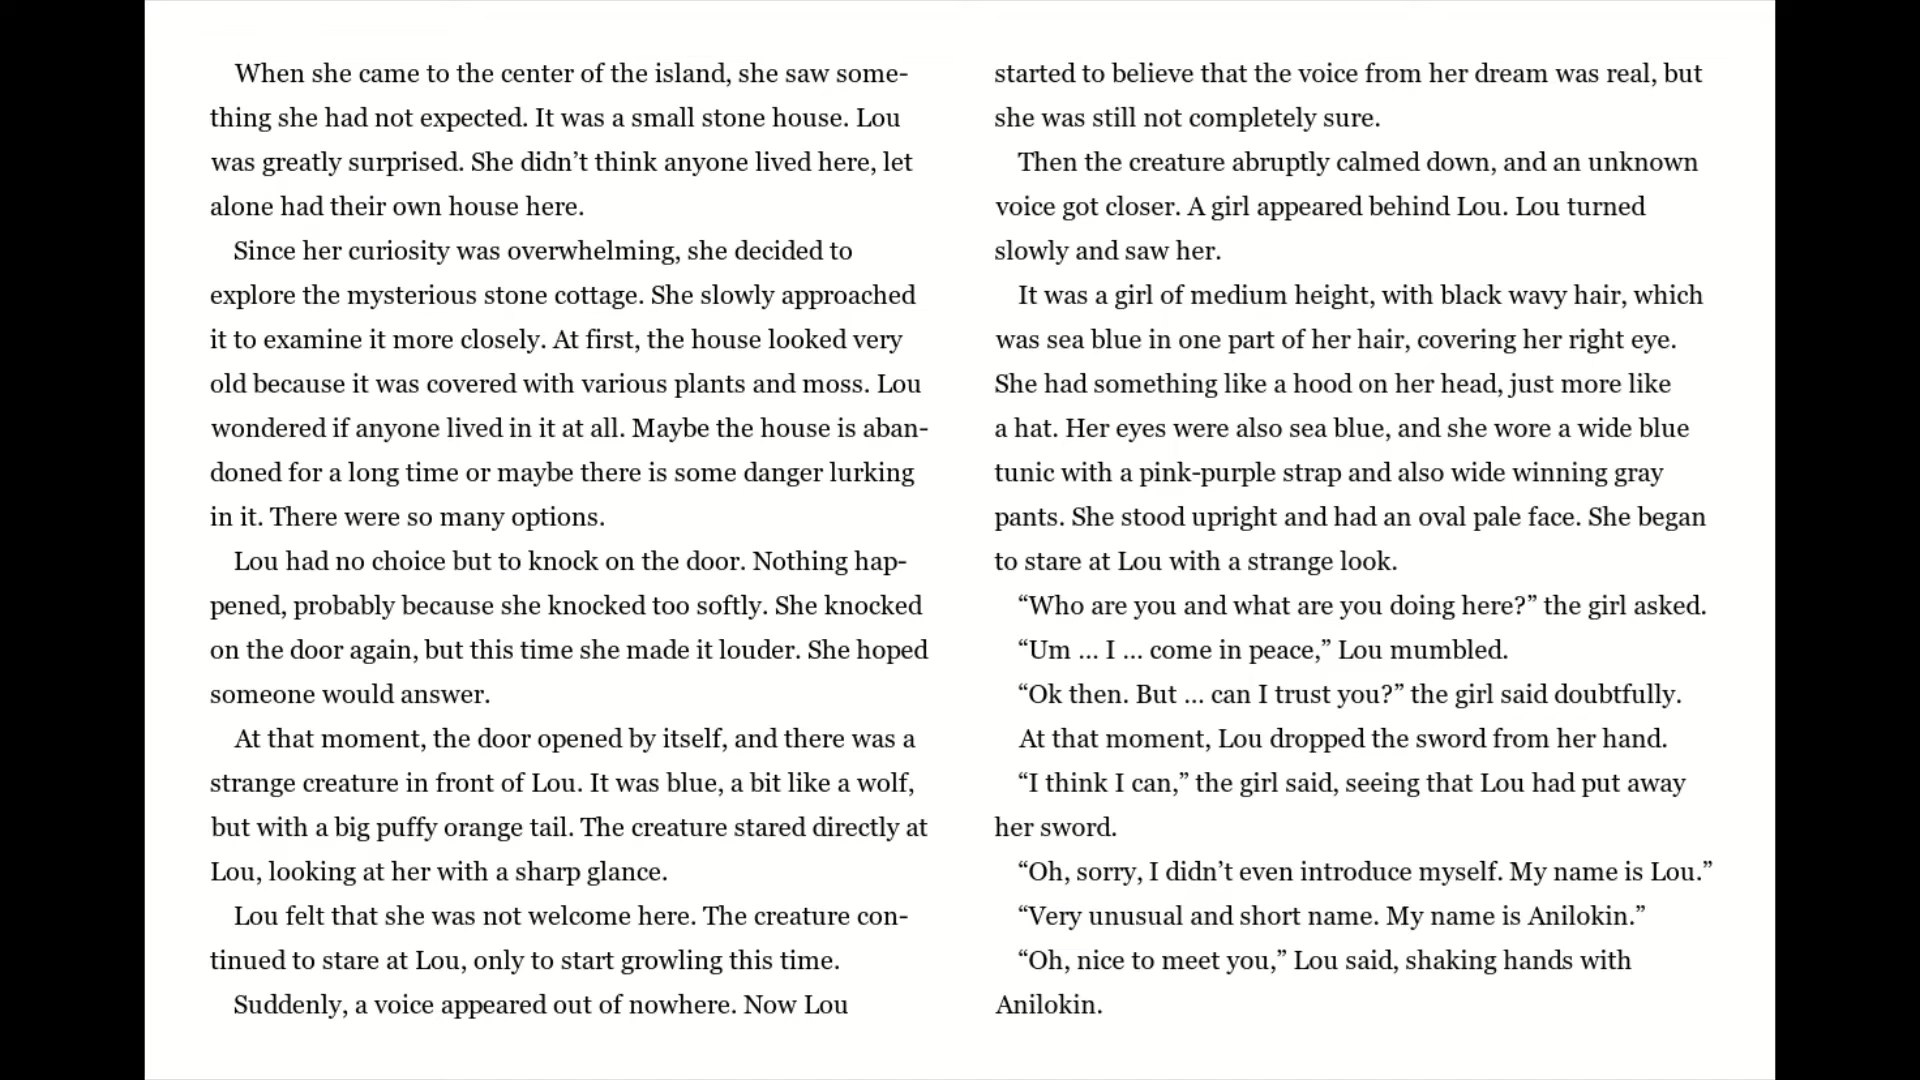 When she came to the center of the island, she saw some-
thing she had not expected. It was a small stone house. Lou
was greatly surprised. She didn’t think anyone lived here, let
alone had their own house here.
Since her curiosity was overwhelming, she decided to
explore the mysterious stone cottage. She slowly approached
it to examine it more closely. At first, the house looked very
old because it was covered with various plants and moss. Lou
wondered if anyone lived in it at all. Maybe the house is aban-
doned for a long time or maybe there is some danger lurking
in it. There were so many options.
Lou had no choice but to knock on the door. Nothing hap-
pened, probably because she knocked too softly. She knocked
on the door again, but this time she made it louder. She hoped
someone would answer.
At that moment, the door opened by itself, and there was a
strange creature in front of Lou. It was blue, a bit like a wolf,
but with a big puffy orange tail. The creature stared directly at
Lou, looking at her with a sharp glance.
Lou felt that she was not welcome here. The creature con-
tinued to stare at Lou, only to start growling this time.
Suddenly, a voice appeared out of nowhere. Now Lou
started to believe that the voice from her dream was real, but
she was still not completely sure.
Then the creature abruptly calmed down, and an unknown
voice got closer. A girl appeared behind Lou. Lou turned
slowly and saw her.
It was a girl of medium height, with black wavy hair, which
was sea blue in one part of her hair, covering her right eye.
She had something like a hood on her head, just more like
a hat. Her eyes were also sea blue, and she wore a wide blue
tunic with a pink-purple strap and also wide winning gray
pants. She stood upright and had an oval pale face. She began
to stare at Lou with a strange look.
“Who are you and what are you doing here?” the girl asked.
“Um ... I ... come in peace,” Lou mumbled.
“Ok then. But ... can I trust you?” the girl said doubtfully.
At that moment, Lou dropped the sword from her hand.
“I think I can,” the girl said, seeing that Lou had put away
her sword.
“Oh, sorry, I didn’t even introduce myself. My name is Lou.”
“Very unusual and short name. My name is Anilokin.”
“Oh, nice to meet you,” Lou said, shaking hands with
Anilokin.